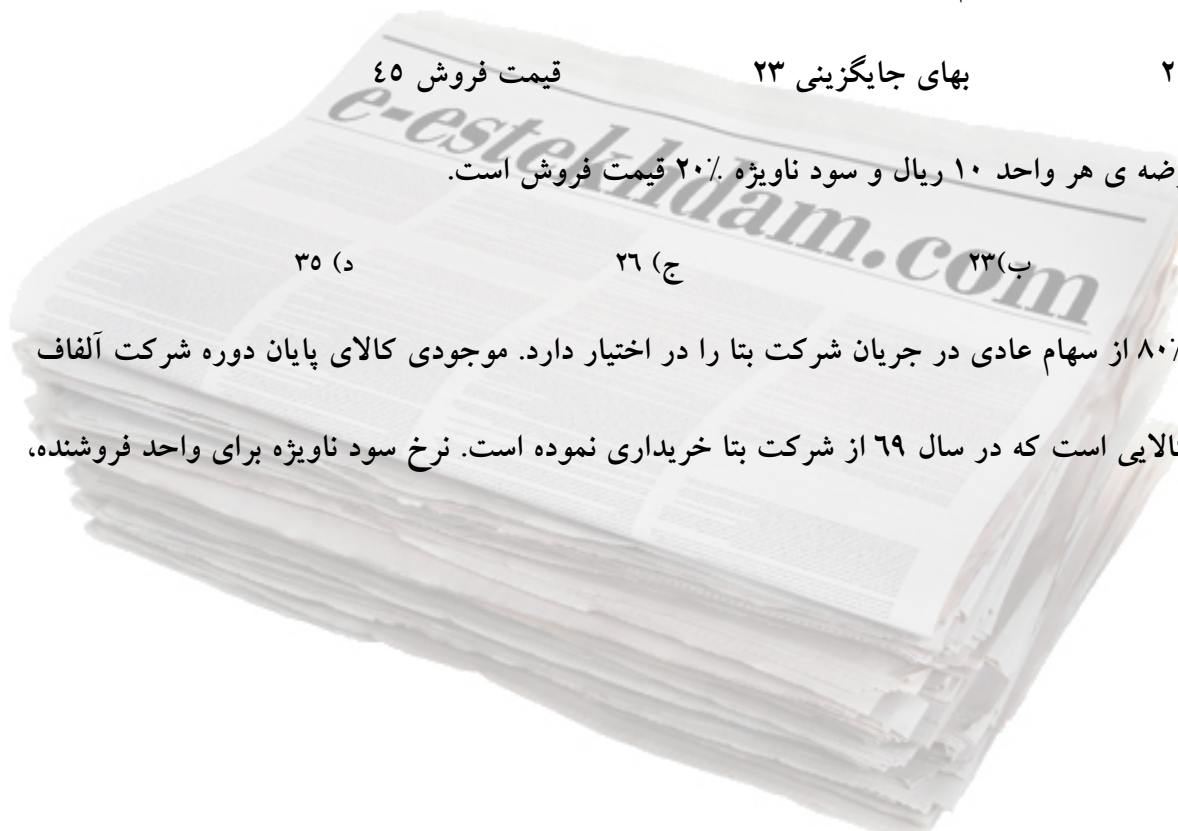 ۲ بهای جایگزینی ۲۳ قیمت فروش ٤٥
ضه ی هر واحد ۱۰ ریال و سود ناویژه ۲۰٪ قیمت فروش است.
ب)۲۳ ج) ۲٦ د) ۳٥
۸۰٪ از سهام عادی در جریان شرکت بتا را در اختیار دارد. موجودی کالای پایان دوره شرکت آلفاف
کالایی است که در سال ٦۹ از شرکت بتا خریداری نموده است. نرخ سود ناویژه برای واحد فروشنده،
e-estekhdam.com